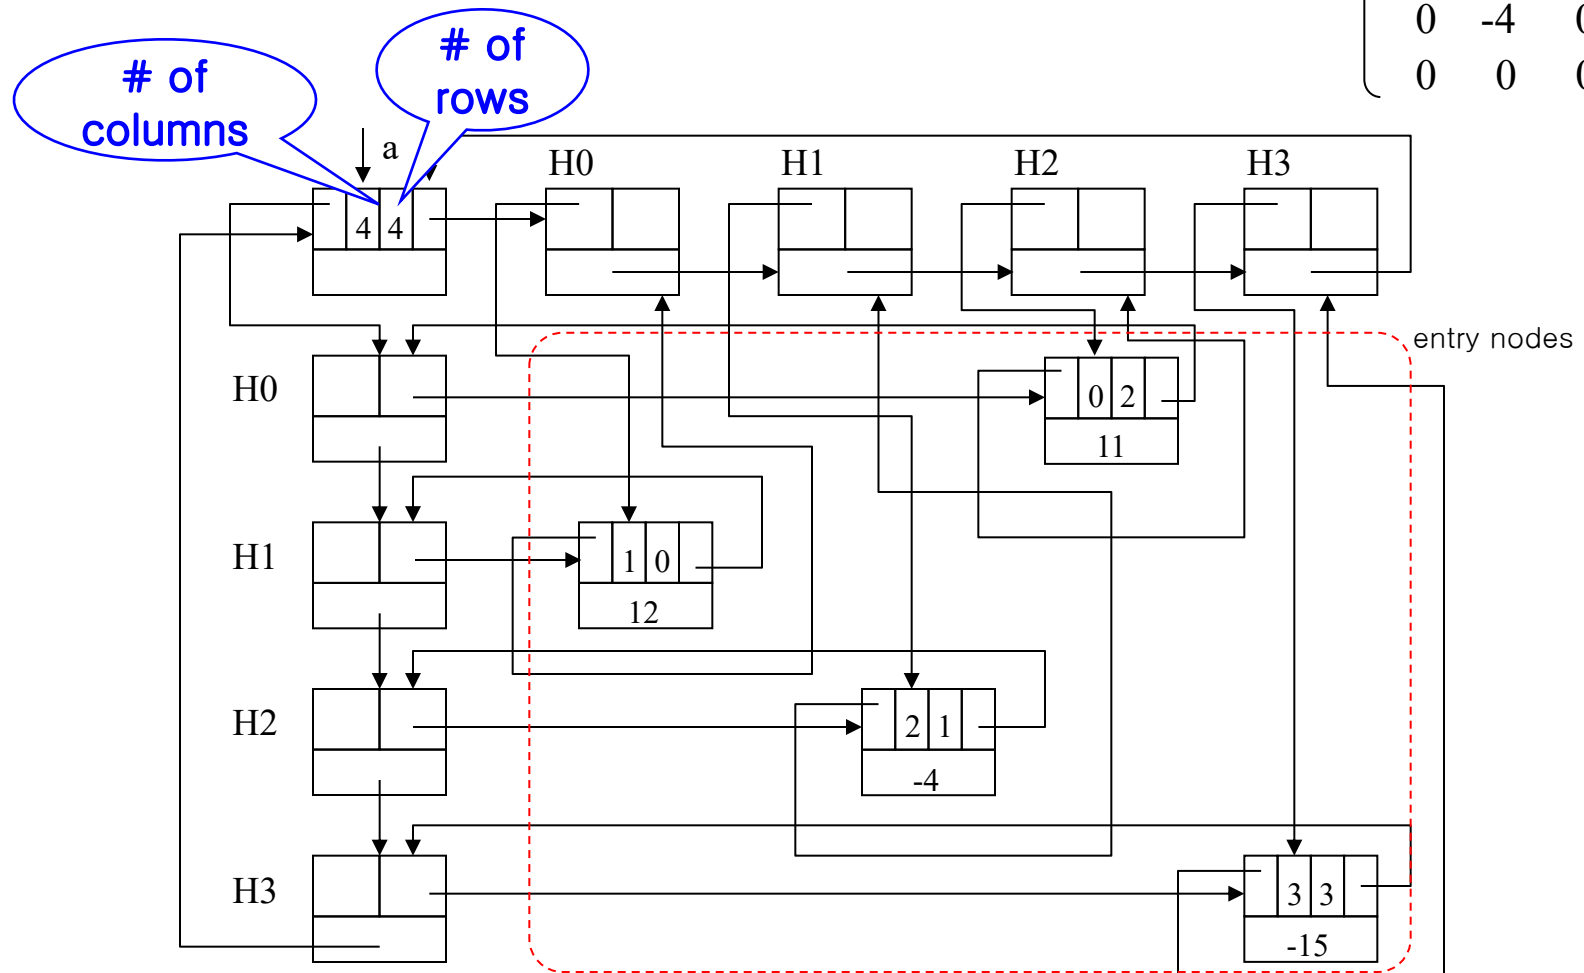 0 -4
0 0
# of
columns
# of
rows
a
H0 H1 H2 H3
4 4
entry nodes
H0
0 2
11
H1
1 0
12
H2
2 1
-4
H3
3 3
-15